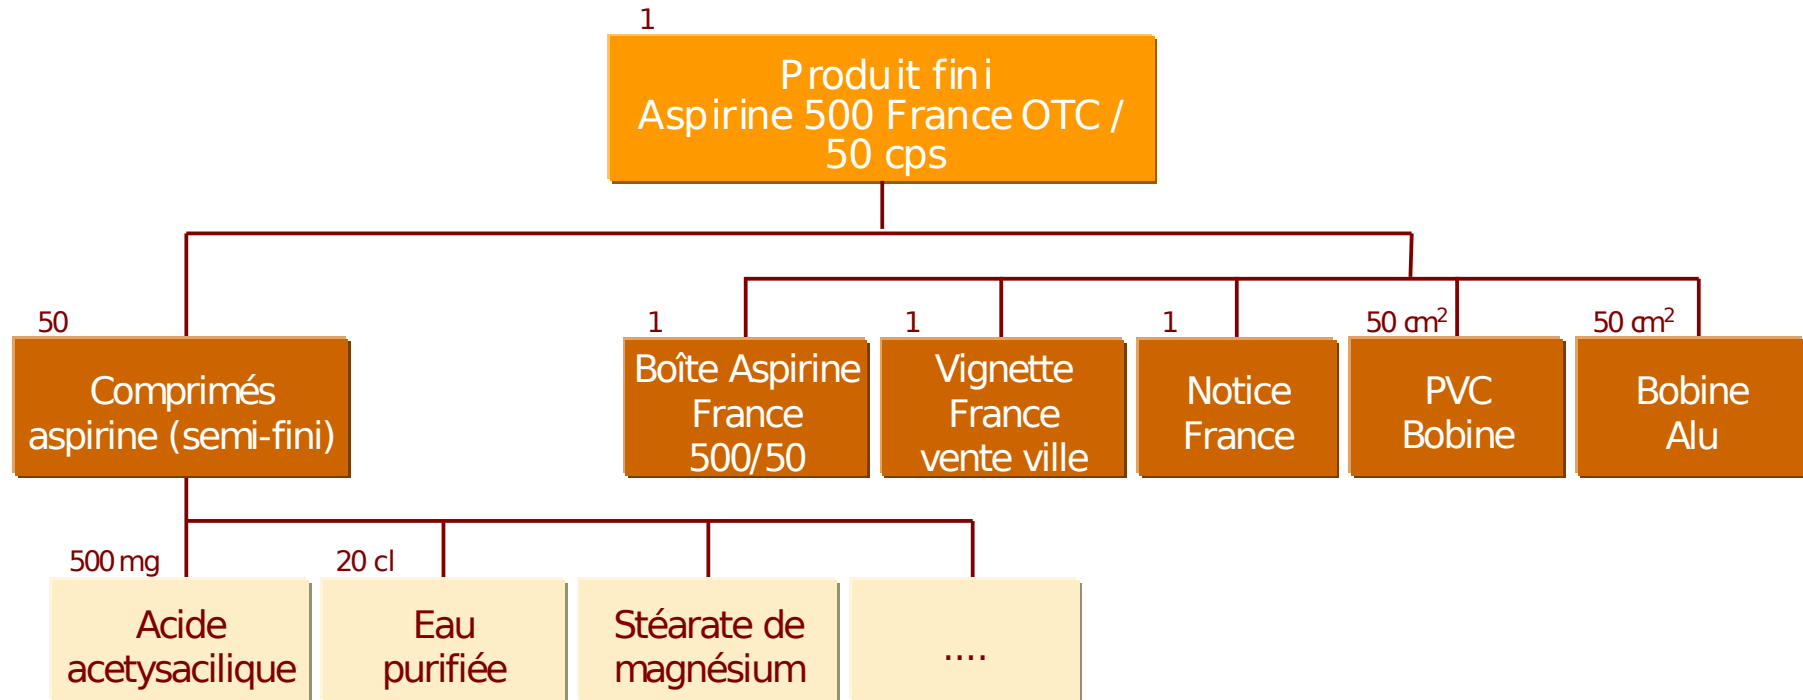 1
Produit fini
Aspirine 500 France OTC /
50 cps
50
Comprimés
aspirine (semi-fini)
1
Boîte Aspirine
France
500/50
1
Vignette
France
vente ville
1
Notice
France
50 cm²
PVC
Bobine
50 cm²
Bobine
Alu
500 mg
Acide
acetysacilique
20 cl
Eau
purifiée
Stéarate de
magnésium
....